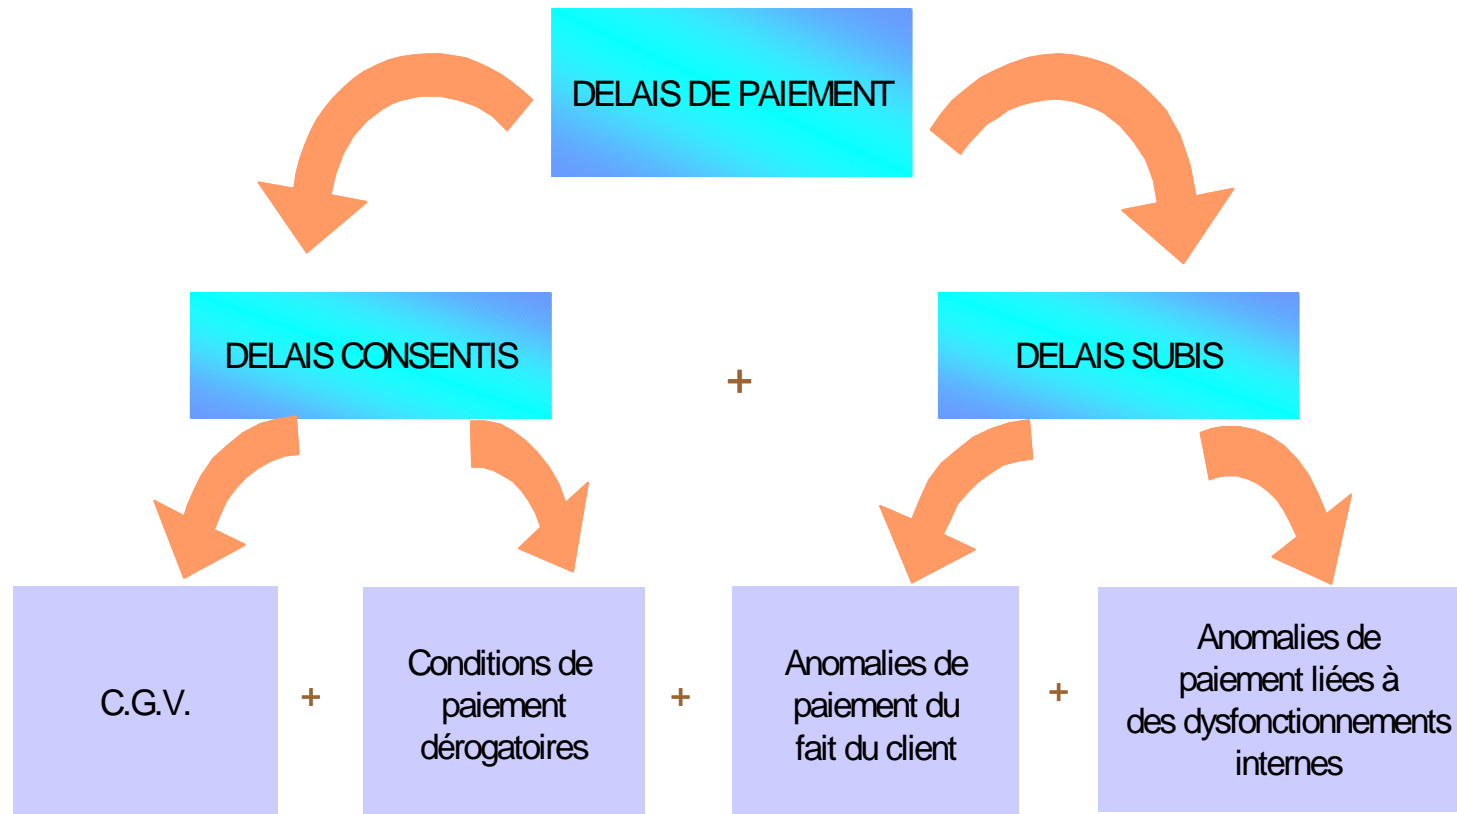 DELAIS DE PAIEMENT
DELAIS CONSENTIS
+
DELAIS SUBIS
C.G.V.
+
Conditions de
paiement
dérogatoires
+
Anomalies de
paiement du
fait du client
+
Anomalies de
paiement liées à
des dysfonctionnements
internes